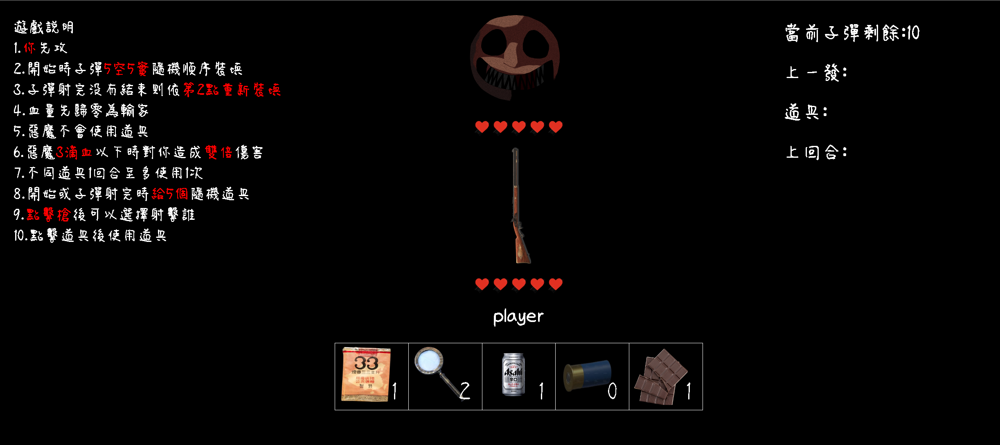 遊戲説明
1.你先攻
2.開始時子彈5空5實隨機順序裝填
3.子彈射完没有結束則依第2點重新裝填
4.血量先歸零為輸家
5.惡魔不會使用道具
6.惡魔3滴血以下時對你造成雙倍傷害
7.不同道具1回合至多使用1次
8.開始或子彈射完時給5個隨機道具
9.點擊槍後可以選擇射擊誰
10.點擊道具後使用道具
當前子彈剩餘:10
上一發:
道具:
上回合:
player
33
1
2
Asahi
辛口
1
0
1